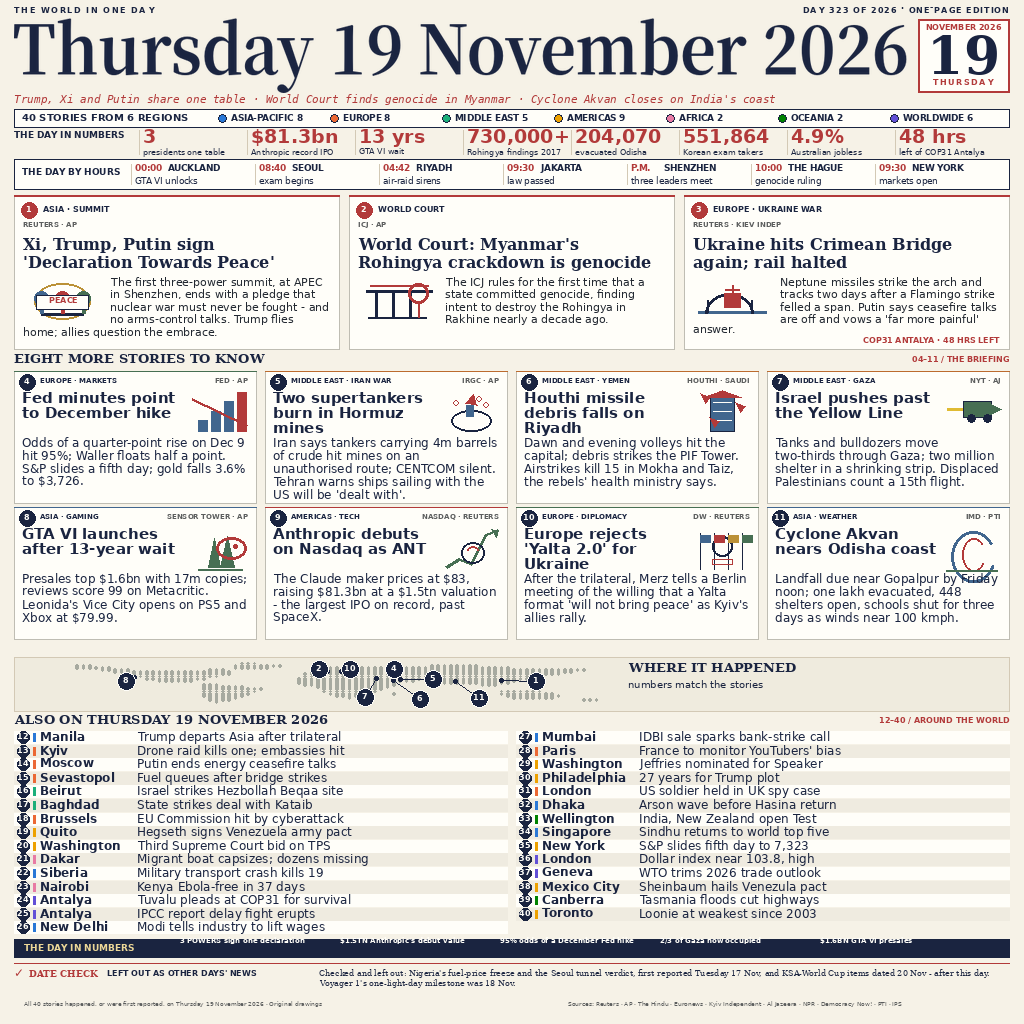 THE WORLD IN ONE DAY
DAY 323 OF 2026 · ONE-PAGE EDITION
Thursday 19 November 2026
NOVEMBER 2026
19
THURSDAY
Trump, Xi and Putin share one table · World Court finds genocide in Myanmar · Cyclone Akvan closes on India's coast
40 STORIES FROM 6 REGIONS
ASIA-PACIFIC 8
EUROPE 8
MIDDLE EAST 5
AMERICAS 9
AFRICA 2
OCEANIA 2
WORLDWIDE 6
THE DAY IN NUMBERS
3
presidents one table
$81.3bn
Anthropic record IPO
13 yrs
GTA VI wait
730,000+
Rohingya findings 2017
204,070
evacuated Odisha
551,864
Korean exam takers
4.9%
Australian jobless
48 hrs
left of COP31 Antalya
THE DAY BY HOURS
00:00 AUCKLAND
GTA VI unlocks
08:40 SEOUL
exam begins
04:42 RIYADH
air-raid sirens
09:30 JAKARTA
law passed
P.M. SHENZHEN
three leaders meet
10:00 THE HAGUE
genocide ruling
09:30 NEW YORK
markets open
1 ASIA · SUMMIT
REUTERS · AP
Xi, Trump, Putin sign
'Declaration Towards Peace'
PEACE
The first three-power summit, at APEC
in Shenzhen, ends with a pledge that
nuclear war must never be fought - and
no arms-control talks. Trump flies
home; allies question the embrace.
2 WORLD COURT
ICJ · AP
World Court: Myanmar's
Rohingya crackdown is genocide
The ICJ rules for the first time that a
state committed genocide, finding
intent to destroy the Rohingya in
Rakhine nearly a decade ago.
3 EUROPE · UKRAINE WAR
REUTERS · KIEV INDEP
Ukraine hits Crimean Bridge
again; rail halted
Neptune missiles strike the arch and
tracks two days after a Flamingo strike
felled a span. Putin says ceasefire talks
are off and vows a 'far more painful'
answer.
COP31 ANTALYA · 48 HRS LEFT
EIGHT MORE STORIES TO KNOW
04–11 / THE BRIEFING
4 EUROPE · MARKETS
FED · AP
Fed minutes point
to December hike
Odds of a quarter-point rise on Dec 9
hit 95%; Waller floats half a point.
S&P slides a fifth day; gold falls 3.6%
to $3,726.
5 MIDDLE EAST · IRAN WAR
IRGC · AP
Two supertankers
burn in Hormuz
mines
Iran says tankers carrying 4m barrels
of crude hit mines on an
unauthorised route; CENTCOM silent.
Tehran warns ships sailing with the
US will be 'dealt with'.
6 MIDDLE EAST · YEMEN
HOUTHI · SAUDI
Houthi missile
debris falls on
Riyadh
Dawn and evening volleys hit the
capital; debris strikes the PIF Tower.
Airstrikes kill 15 in Mokha and Taiz,
the rebels' health ministry says.
7 MIDDLE EAST · GAZA
NYT · AJ
Israel pushes past
the Yellow Line
Tanks and bulldozers move
two-thirds through Gaza; two million
shelter in a shrinking strip. Displaced
Palestinians count a 15th flight.
8 ASIA · GAMING
SENSOR TOWER · AP
GTA VI launches
after 13-year wait
Presales top $1.6bn with 17m copies;
reviews score 99 on Metacritic.
Leonida's Vice City opens on PS5 and
Xbox at $79.99.
9 AMERICAS · TECH
NASDAQ · REUTERS
Anthropic debuts
on Nasdaq as ANT
The Claude maker prices at $83,
raising $81.3bn at a $1.5tn valuation
- the largest IPO on record, past
SpaceX.
10 EUROPE · DIPLOMACY
DW · REUTERS
Europe rejects
'Yalta 2.0' for
Ukraine
After the trilateral, Merz tells a Berlin
meeting of the willing that a Yalta
format 'will not bring peace' as Kyiv's
allies rally.
11 ASIA · WEATHER
IMD · PTI
Cyclone Akvan
nears Odisha coast
Landfall due near Gopalpur by Friday
noon; one lakh evacuated, 448
shelters open, schools shut for three
days as winds near 100 kmph.
8
2
10
4
7
6
5
11
1
WHERE IT HAPPENED
numbers match the stories
ALSO ON THURSDAY 19 NOVEMBER 2026
12–40 / AROUND THE WORLD
12 Manila Trump departs Asia after trilateral
13 Kyiv Drone raid kills one; embassies hit
14 Moscow Putin ends energy ceasefire talks
15 Sevastopol Fuel queues after bridge strikes
16 Beirut Israel strikes Hezbollah Beqaa site
17 Baghdad State strikes deal with Kataib
18 Brussels EU Commission hit by cyberattack
19 Quito Hegseth signs Venezuela army pact
20 Washington Third Supreme Court bid on TPS
21 Dakar Migrant boat capsizes; dozens missing
22 Siberia Military transport crash kills 19
23 Nairobi Kenya Ebola-free in 37 days
24 Antalya Tuvalu pleads at COP31 for survival
25 Antalya IPCC report delay fight erupts
26 New Delhi Modi tells industry to lift wages
27 Mumbai IDBI sale sparks bank-strike call
28 Paris France to monitor YouTubers' bias
29 Washington Jeffries nominated for Speaker
30 Philadelphia 27 years for Trump plot
31 London US soldier held in UK spy case
32 Dhaka Arson wave before Hasina return
33 Wellington India, New Zealand open Test
34 Singapore Sindhu returns to world top five
35 New York S&P slides fifth day to 7,323
36 London Dollar index near 103.8, high
37 Geneva WTO trims 2026 trade outlook
38 Mexico City Sheinbaum hails Venezula pact
39 Canberra Tasmania floods cut highways
40 Toronto Loonie at weakest since 2003
THE DAY IN NUMBERS
3 POWERS sign one declaration
$1.5TN Anthropic's debut value
95% odds of a December Fed hike
2/3 of Gaza now occupied
$1.6BN GTA VI presales
✓ DATE CHECK LEFT OUT AS OTHER DAYS' NEWS
Checked and left out: Nigeria's fuel-price freeze and the Seoul tunnel verdict, first reported Tuesday 17 Nov, and KSA-World Cup items dated 20 Nov - after this day.
Voyager 1's one-light-day milestone was 18 Nov.
All 40 stories happened, or were first reported, on Thursday 19 November 2026 · Original drawings
Sources: Reuters · AP · The Hindu · Euronews · Kyiv Independent · Al Jazeera · NPR · Democracy Now! · PTI · IPS